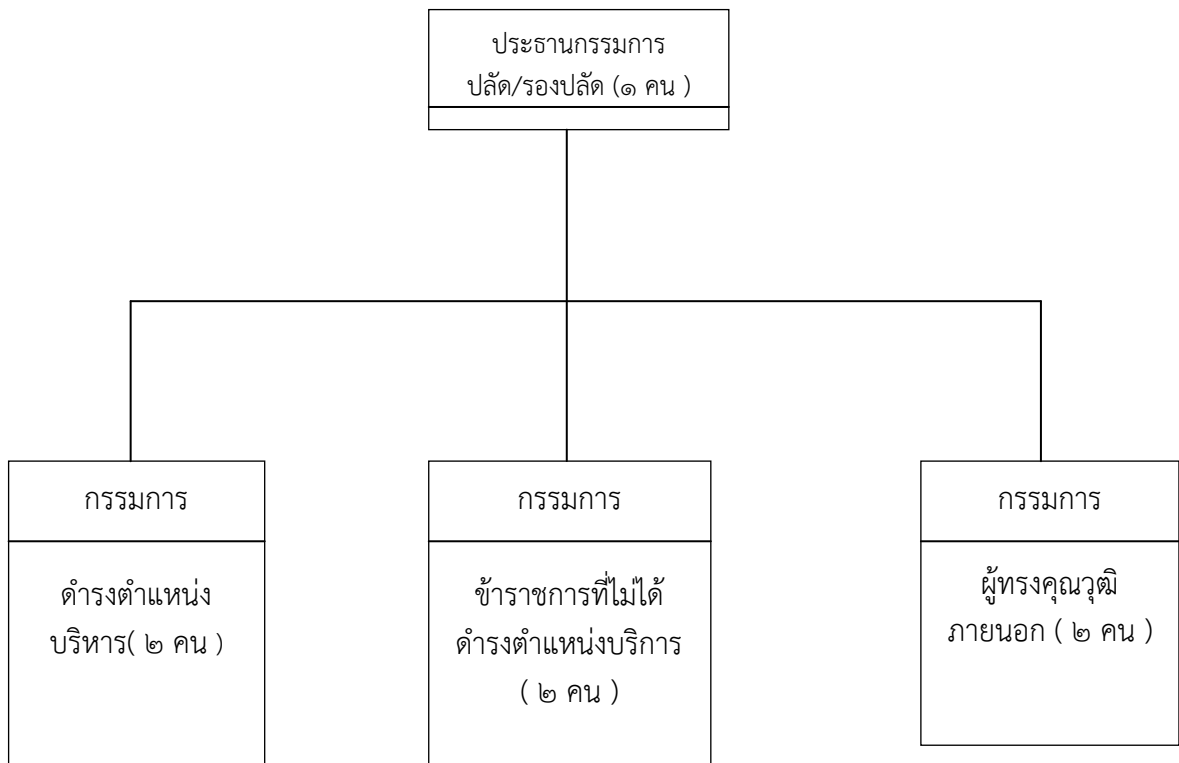 ประธานกรรมการ
ปลัด/รองปลัด (๑ คน )
กรรมการ
ดำรงตำแหน่ง
บริหาร( ๒ คน )
กรรมการ
ข้าราชการที่ไม่ได้
ดำรงตำแหน่งบริการ
( ๒ คน )
กรรมการ
ผู้ทรงคุณวุฒิ
ภายนอก ( ๒ คน )